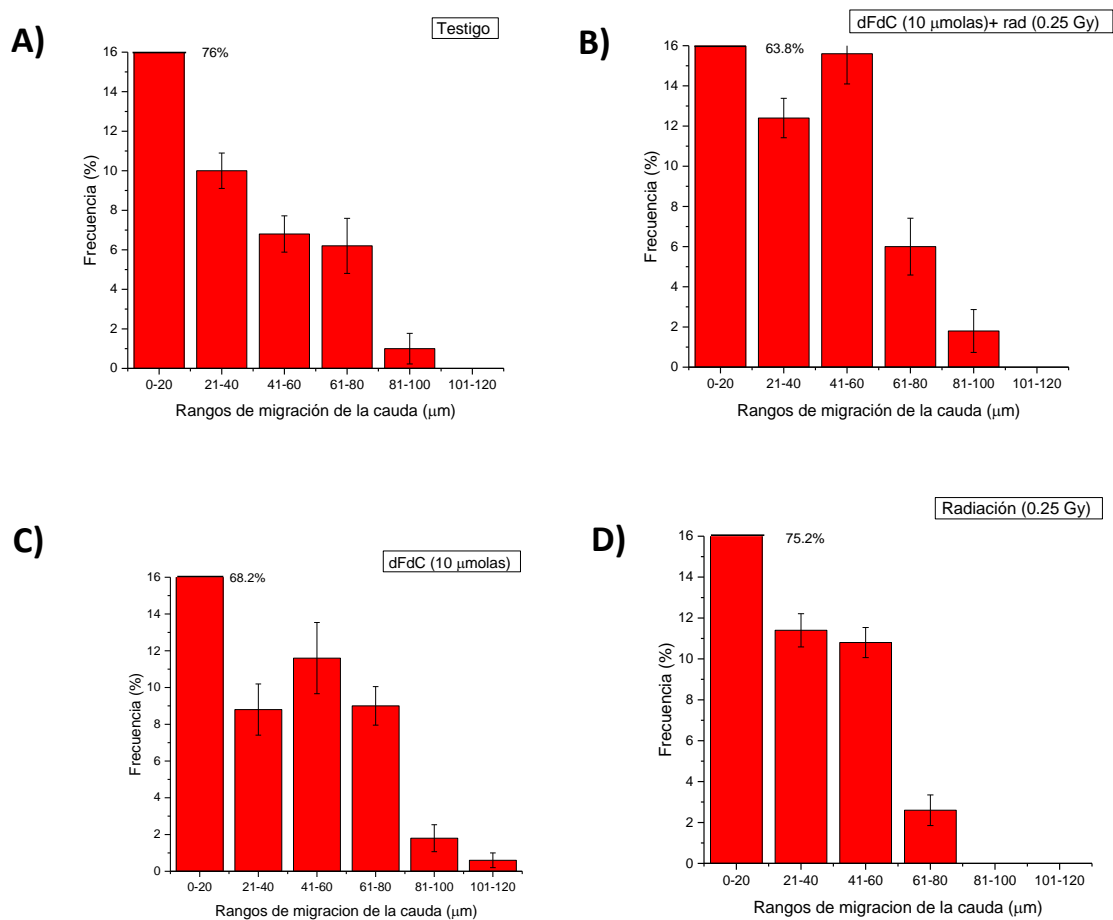 A)
Testigo
76%
16
14
12
10
8
6
4
2
0
Frecuencia (%)
0-20 21-40 41-60 61-80 81-100 101-120
Rangos de migración de la cauda (μm)
B)
dFdC (10 μmolas)+ rad (0.25 Gy)
63.8%
16
14
12
10
8
6
4
2
0
Frecuencia (%)
0-20 21-40 41-60 61-80 81-100 101-120
Rangos de migración de la cauda (μm)
C)
dFdC (10 μmolas)
68.2%
16
14
12
10
8
6
4
2
0
Frecuencia (%)
0-20 21-40 41-60 61-80 81-100 101-120
Rangos de migracion de la cauda (μm)
D)
Radiación (0.25 Gy)
75.2%
16
14
12
10
8
6
4
2
0
Frecuencia (%)
0-20 21-40 41-60 61-80 81-100 101-120
Rangos de migracion de la cauda (μm)